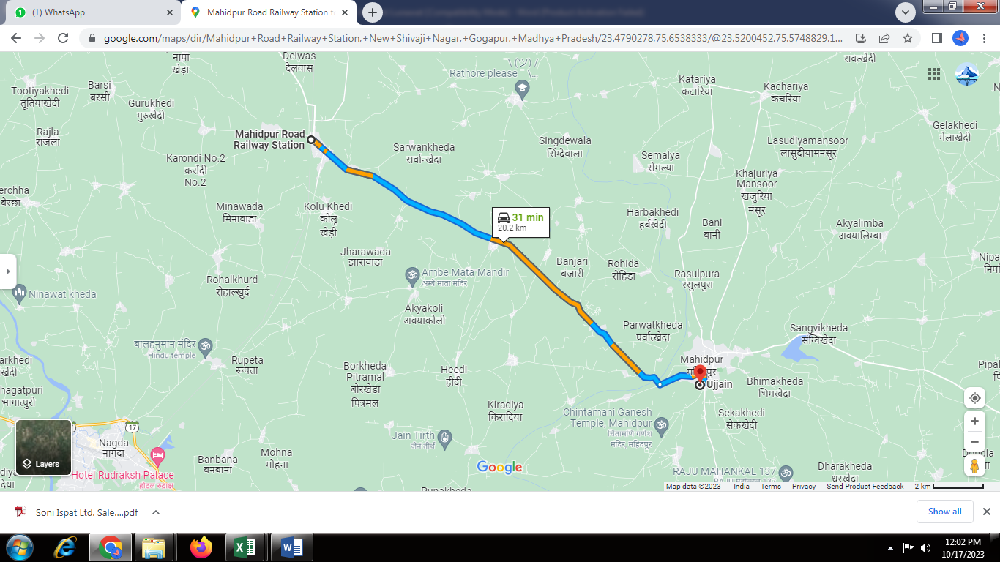 (1) WhatsApp
Mahidpur Road Railway Station t
google.com/maps/dir/Mahidpur+Road+Railway+Station,+New+Shivaji+Nagar,+Gogapur,+Madhya+Pradesh/23.4790278,75.6538333/@23.5200452,75.5748829,1...
नापा
खेड़ा
Delwas
देलवास
¯\_(ツ)_/
Rathore please ¯\_...
रावत्खेदी
Tootiyakhedi
तूतियाखेदी
Barsi
बरसी
Gurukhedi
गुरुखेदी
Katariya
कटारिया
Kachariya
कचरिया
Rajla
राजला
Mahidpur Road
Railway Station
Karondi No.2
करोंदी
No.2
Sarwankheda
सर्वानखेदा
Singdewala
सिंग्देवाला
Semalya
सेमल्या
Lasudiyamansoor
लासुदीयामनसूर
Gelakhedi
गेलाखेदी
erchha
बेरछा
Minawada
मिनावाडा
Kolu Khedi
कोलू
खेड़ी
31 min
20.2 km
Harbakhedi
हर्बखेदी
Khajuriya
Mansoor
खजुरिया
मंसूर
Bani
बानी
Akyalimba
अक्यालिम्बा
Jharawada
झारावाडा
Banjari
बंजारी
Rohida
रोहिडा
Nipa
निपा
Rohalkhurd
रोहाल्खुर्द
Ambe Mata Mandir
अम्बे माता मंदिर
Rasulpura
रसुलपुरा
Ninawat kheda
Akyakoli
अक्याकोली
Parwatkheda
पर्वात्खेदा
Sangvikheda
संग्विखेदा
बालहनुमान मंदिर
Hindu temple
Rupeta
रूपता
arkhedi
खेंदी
Borkheda
Pitramal
बोरखेडा
पित्रमल
Heedi
हीदी
Mahidpur
Ujjain
Bhimakheda
भिमखेदा
Pipal
hagatpuri
भागात्पुरी
Kiradiya
किरादिया
Chintamani Ganesh
Temple, Mahidpur
चिंतामणि गणेश
मंदिर, महिदपुर
Sekakhedi
सेकखेदी
17
Nagda
नागदा
Layers
Jain Tirth
जैन तीर्थ
Mohna
मोहना
Banbana
बनबाना
Hotel Rudraksh Palace
होटल रुद्राक्ष
Google
RAJU MAHANKAL 137
Dharakheda
धरखेदा
Punakheda
Map data ©2023 India Terms Privacy Send Product Feedback 2 km
Soni Ispat Ltd. Sale....pdf
Show all
12:02 PM
10/17/2023